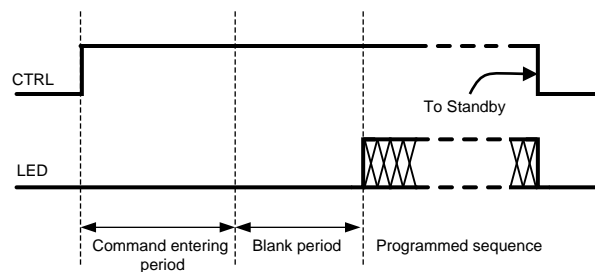 CTRL
To Standby
LED
Command entering
period
Blank period
Programmed sequence